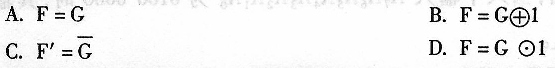 A. F = G B. F = G⊕1
C. F′ = G̅ D. F = G ⊙1